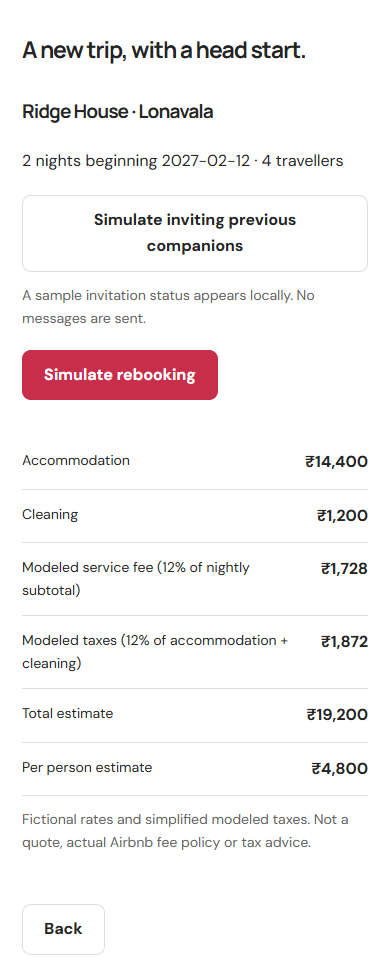 A new trip, with a head start.
Ridge House · Lonavala
2 nights beginning 2027-02-12 · 4 travellers
Simulate inviting previous
companions
A sample invitation status appears locally. No
messages are sent.
Simulate rebooking
Accommodation ₹14,400
Cleaning ₹1,200
Modeled service fee (12% of nightly ₹1,728
subtotal)
Modeled taxes (12% of accommodation + ₹1,872
cleaning)
Total estimate ₹19,200
Per person estimate ₹4,800
Fictional rates and simplified modeled taxes. Not a
quote, actual Airbnb fee policy or tax advice.
Back